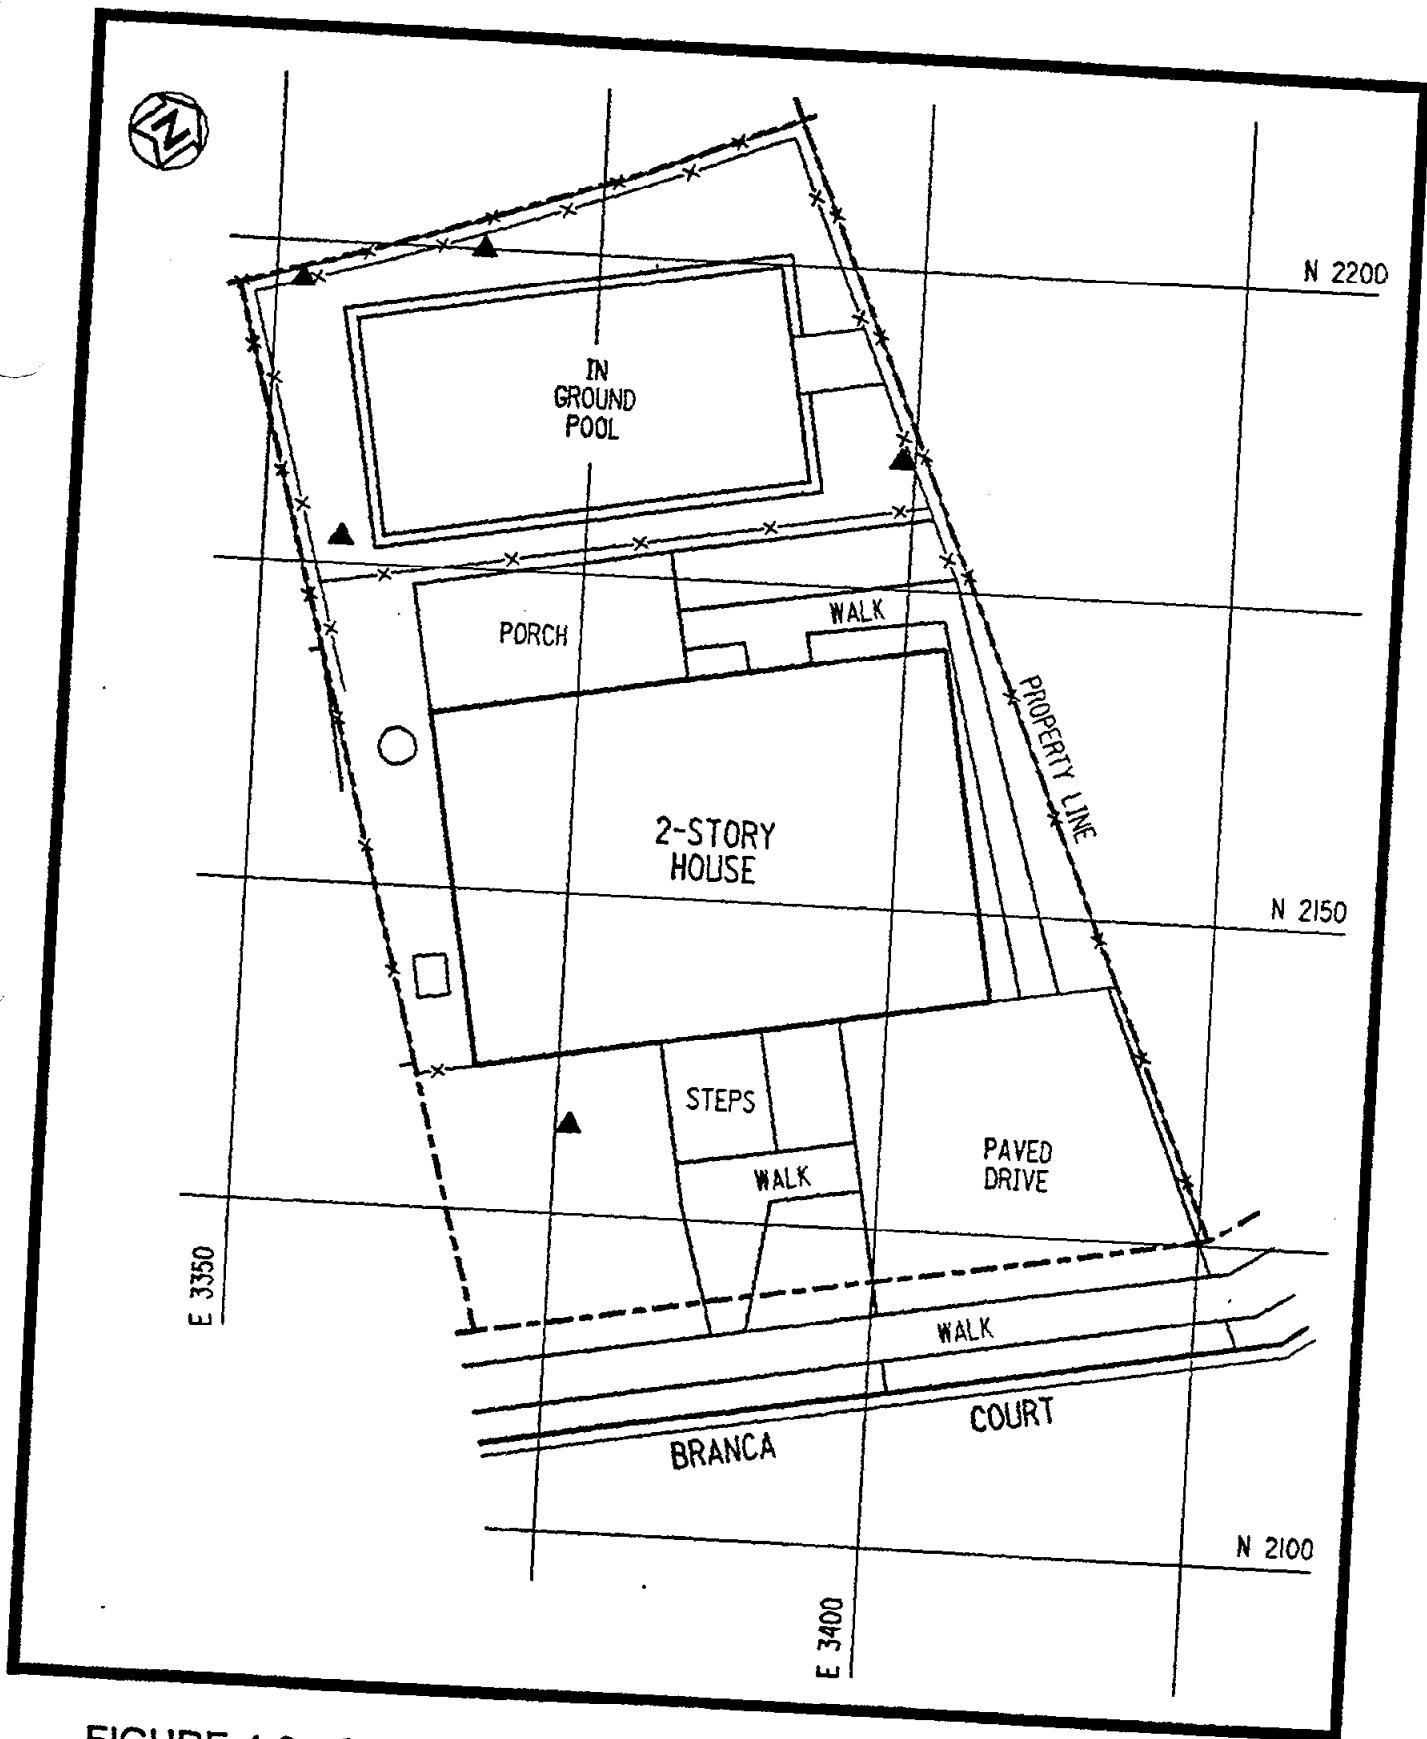 N
N 2200
IN
GROUND
POOL
WALK
PORCH
PROPERTY LINE
2-STORY
HOUSE
N 2150
STEPS
PAVED
DRIVE
WALK
E 3350
WALK
COURT
BRANCA
N 2100
E 3400